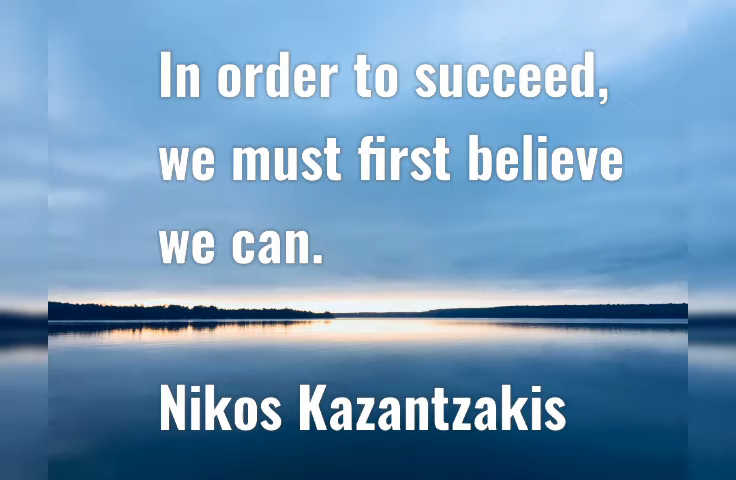 In order to succeed,
we must first believe
we can.
Nikos Kazantzakis